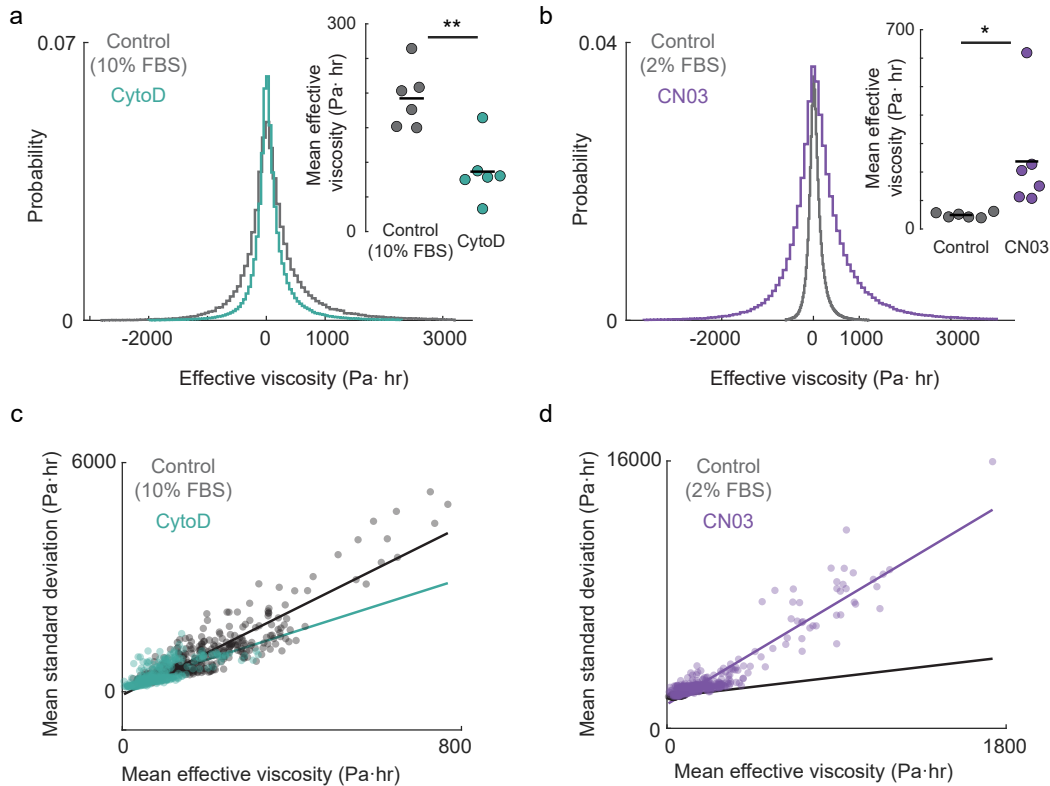 a
0.07
Control
(10% FBS)
CytoD
Probability
0
-2000
0
1000
3000
Effective viscosity (Pa· hr)
300
**
Mean effective
viscosity (Pa· hr)
0
Control
(10% FBS)
CytoD
b
0.04
Control
(2% FBS)
CN03
Probability
0
-2000
0
1000
3000
Effective viscosity (Pa· hr)
700
*
Mean effective
viscosity (Pa· hr)
0
Control
CN03
c
6000
Control
(10% FBS)
CytoD
Mean standard deviation (Pa·hr)
0
0
800
Mean effective viscosity (Pa·hr)
d
16000
Control
(2% FBS)
CN03
Mean standard deviation (Pa·hr)
0
0
1800
Mean effective viscosity (Pa·hr)